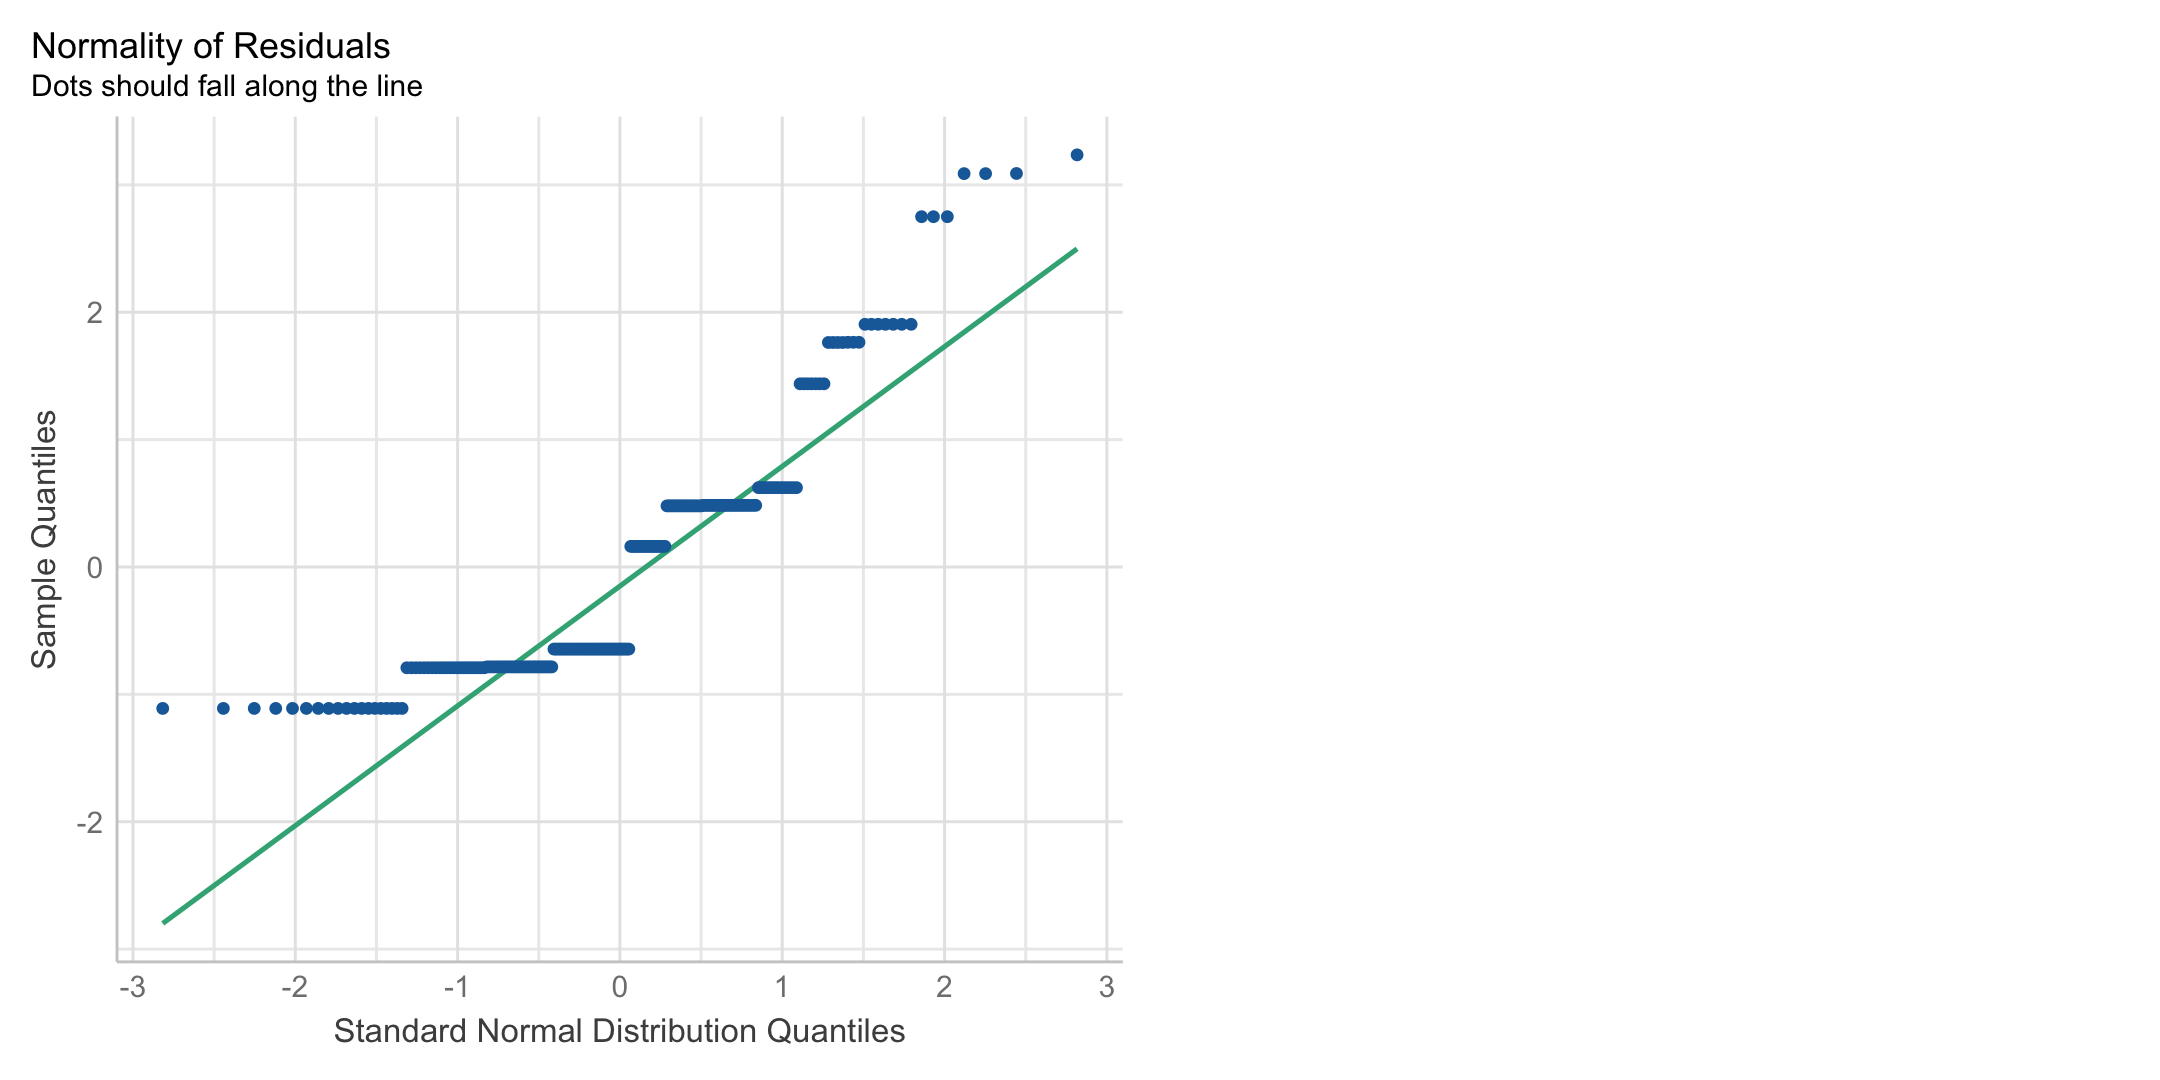 Normality of Residuals
Dots should fall along the line
Sample Quantiles
2
0
-2
-3 -2 -1 0 1 2 3
Standard Normal Distribution Quantiles